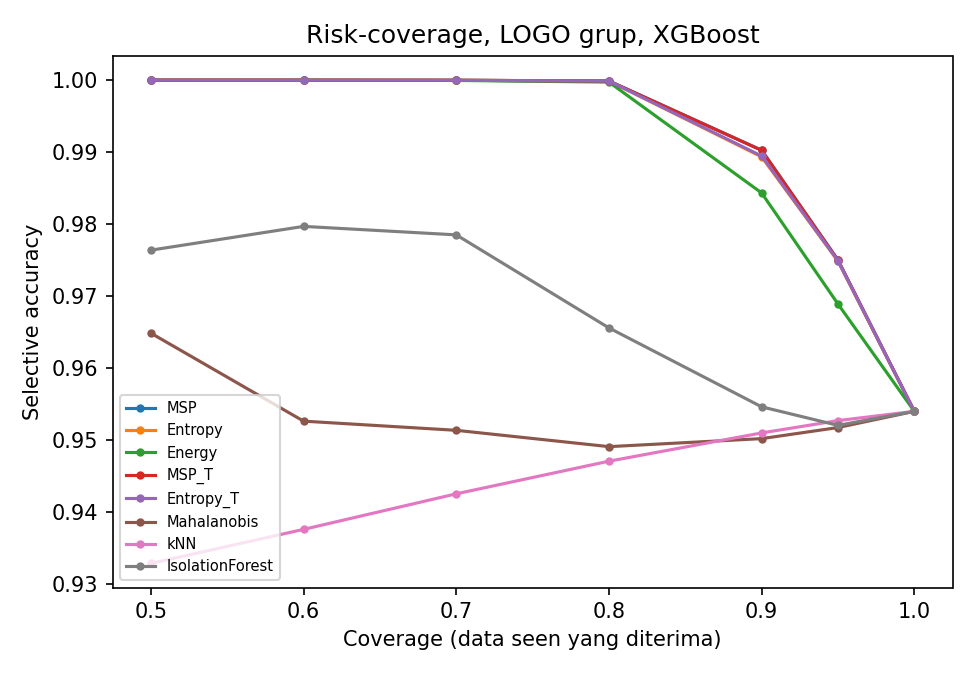 Risk-coverage, LOGO grup, XGBoost
1.00
0.99
0.98
0.97
0.96
0.95
0.94
0.93
Selective accuracy
MSP
Entropy
Energy
MSP_T
Entropy_T
Mahalanobis
kNN
IsolationForest
0.5 0.6 0.7 0.8 0.9 1.0
Coverage (data seen yang diterima)